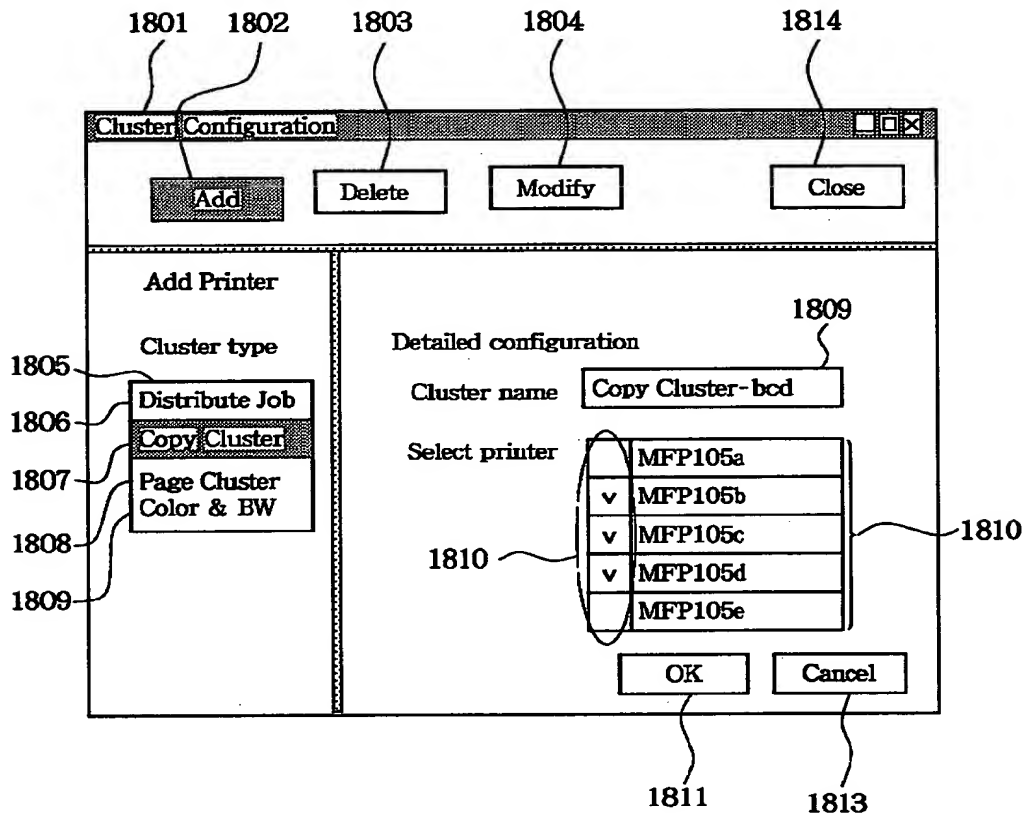 1801 1802 1803 1804 1814
Cluster Configuration
Add Delete Modify Close
Add Printer
1809
Cluster type
Detailed configuration
1805
Cluster name Copy Cluster-bcd
Distribute Job
1806
Copy Cluster
Select printer
MFP105a
1807
Page Cluster
v MFP105b
Color & BW
1808
v MFP105c
1810
1810
v MFP105d
1809
MFP105e
OK Cancel
1811 1813